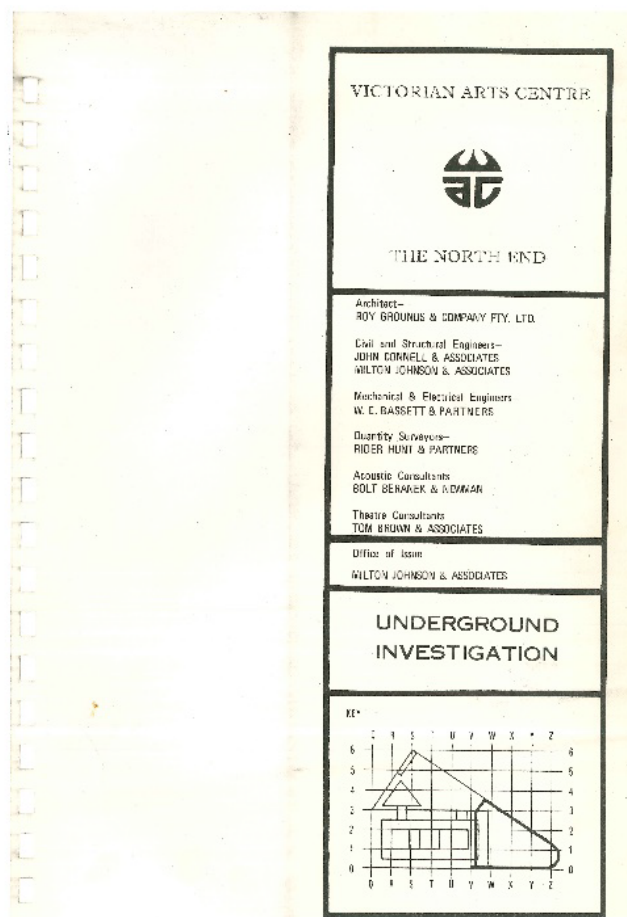 VICTORIAN ARTS CENTRE
THE NORTH END
Architect—
ROY GROUNDS & COMPANY PTY. LTD.
Civil and Structural Engineers—
JOHN CONNELL & ASSOCIATES
MILTON JOHNSON & ASSOCIATES
Mechanical & Electrical Engineers
W. E. BASSETT & PARTNERS
Quantity Surveyors—
RIDER HUNT & PARTNERS
Acoustic Consultants
BOLT BERANEK & NEWMAN
Theatre Consultants
TOM BROWN & ASSOCIATES
Office of Issue
MILTON JOHNSON & ASSOCIATES
UNDERGROUND
INVESTIGATION
R S T U V W X Z
6 6
5 5
4 4
3 3
2 2
1 1
0 0
S T U V W X Y Z